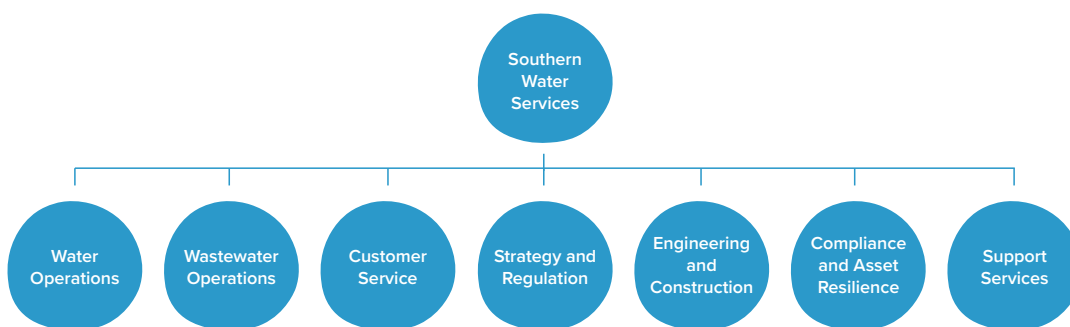 Southern
Water
Services
Water
Operations
Wastewater
Operations
Customer
Service
Strategy and
Regulation
Engineering
and
Construction
Compliance
and Asset
Resilience
Support
Services